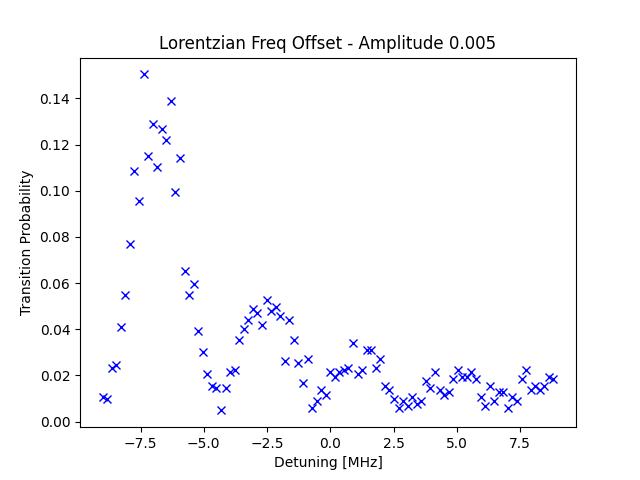 Lorentzian Freq Offset - Amplitude 0.005
Transition Probability
0.14
0.12
0.10
0.08
0.06
0.04
0.02
0.00
−7.5 −5.0 −2.5 0.0 2.5 5.0 7.5
Detuning [MHz]